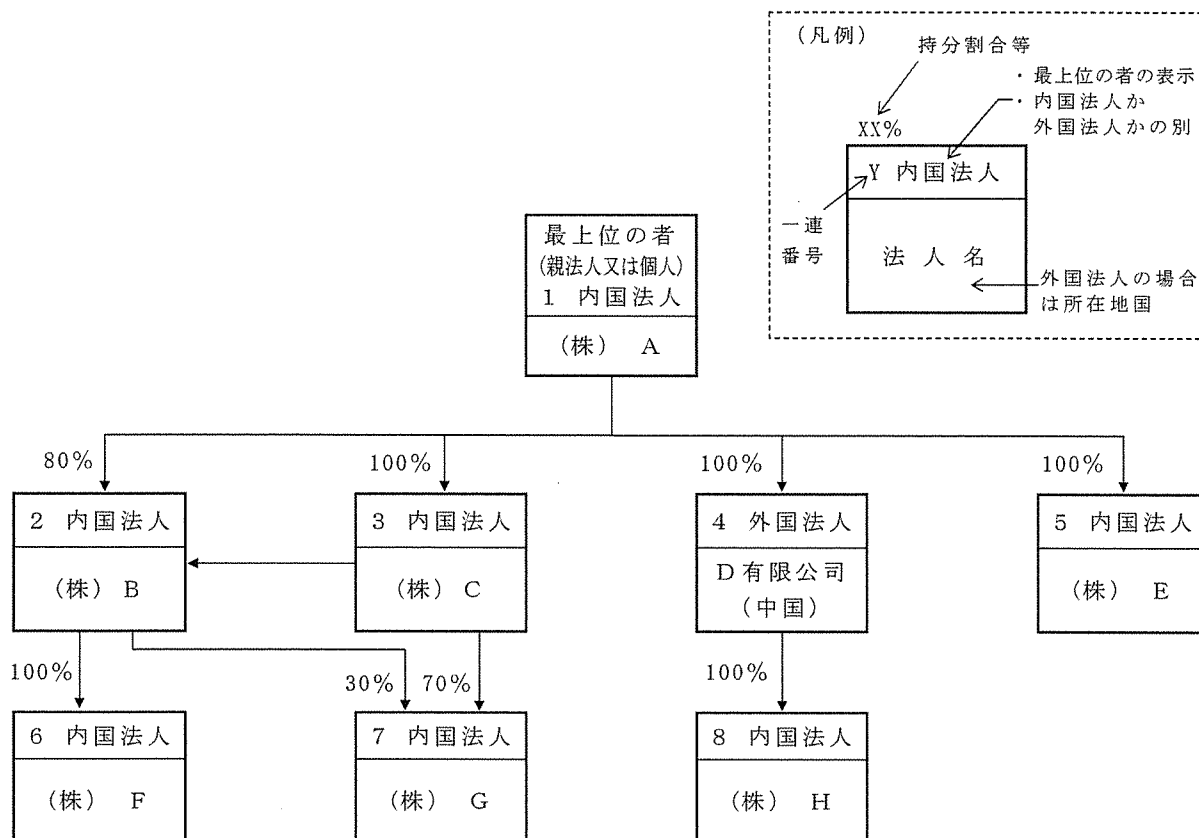 (凡例)
持分割合等
・最上位の者の表示
・内国法人か
外国法人かの別
XX%
Y 内国法人
一連
番号
法 人 名
外国法人の場合
は所在地国
最上位の者
(親法人又は個人)
1 内国法人
(株) A
80%
100%
100%
100%
2 内国法人
(株) B
3 内国法人
(株) C
4 外国法人
D有限公司
(中国)
5 内国法人
(株) E
100%
30%
70%
100%
6 内国法人
(株) F
7 内国法人
(株) G
8 内国法人
(株) H